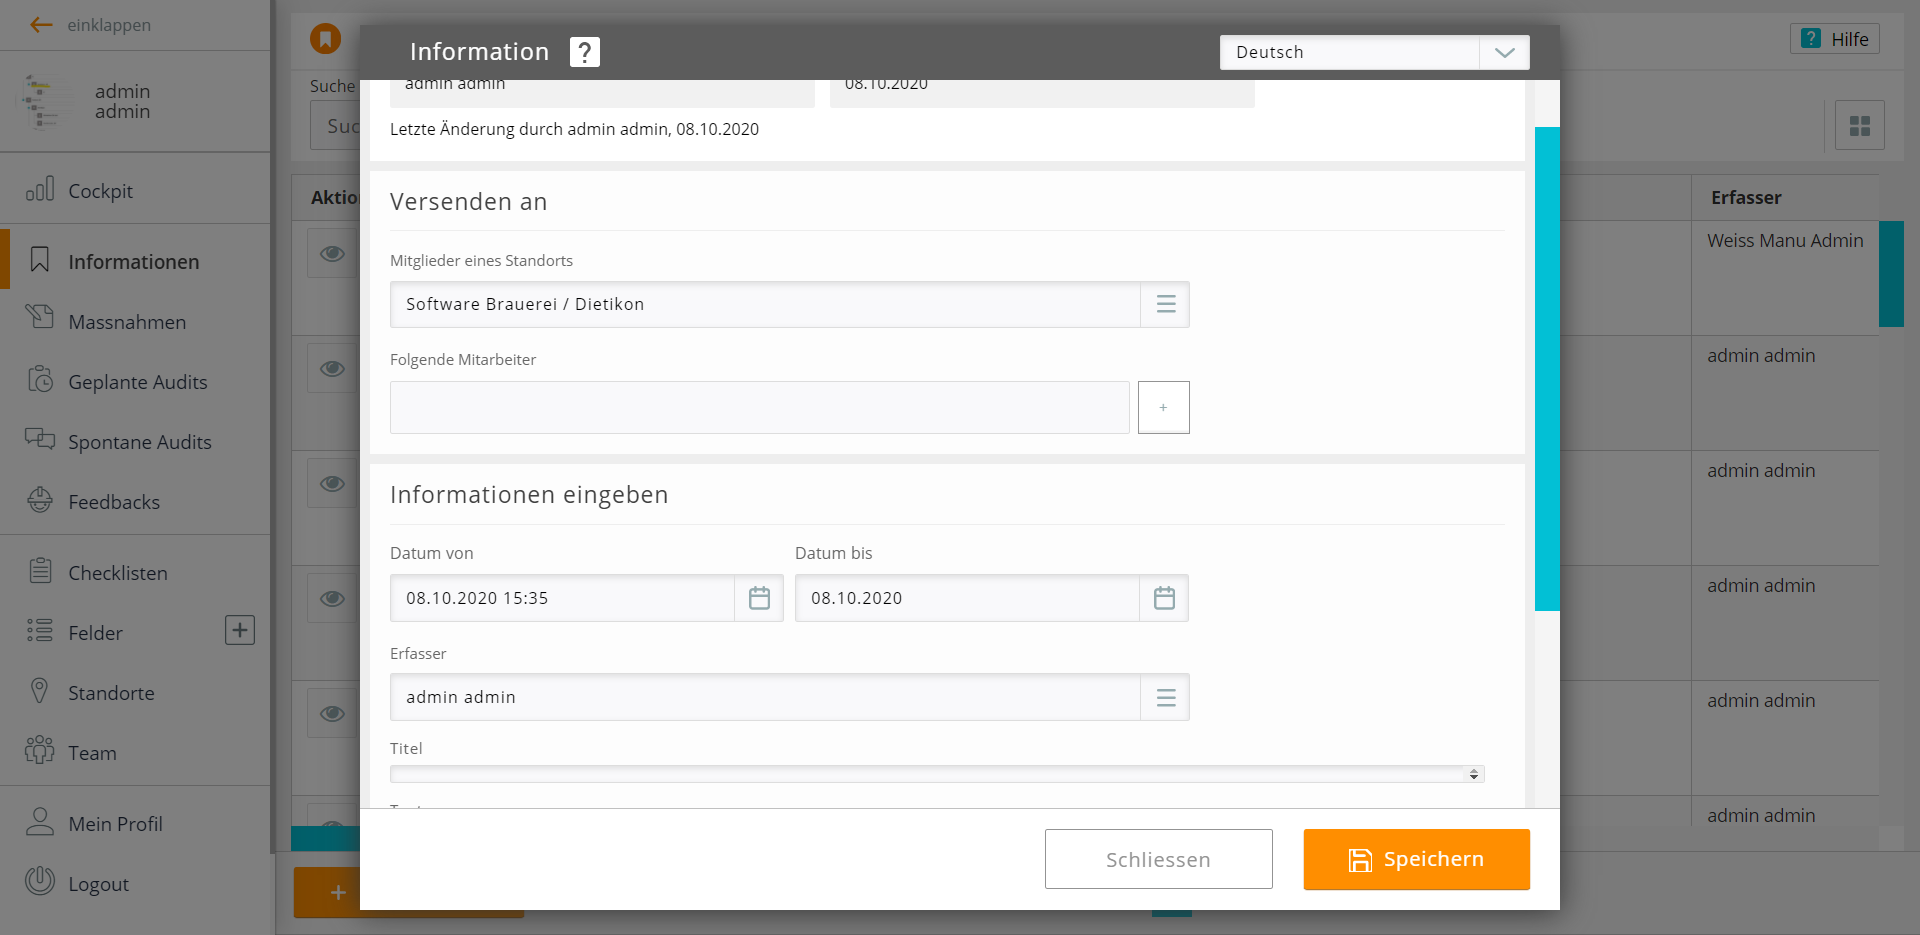 einklappen
admin
admin
Cockpit
Informationen
Massnahmen
Geplante Audits
Spontane Audits
Feedbacks
Checklisten
Felder
Standorte
Team
Mein Profil
Logout
Hilfe
Suche
Suc
Aktio
Erfasser
Weiss Manu Admin
admin admin
admin admin
admin admin
admin admin
admin admin
+
Information ?
Deutsch
admin admin
08.10.2020
Letzte Änderung durch admin admin, 08.10.2020
Versenden an
Mitglieder eines Standorts
Software Brauerei / Dietikon
Folgende Mitarbeiter
+
Informationen eingeben
Datum von
Datum bis
08.10.2020 15:35
08.10.2020
Erfasser
admin admin
Titel
Schliessen
Speichern